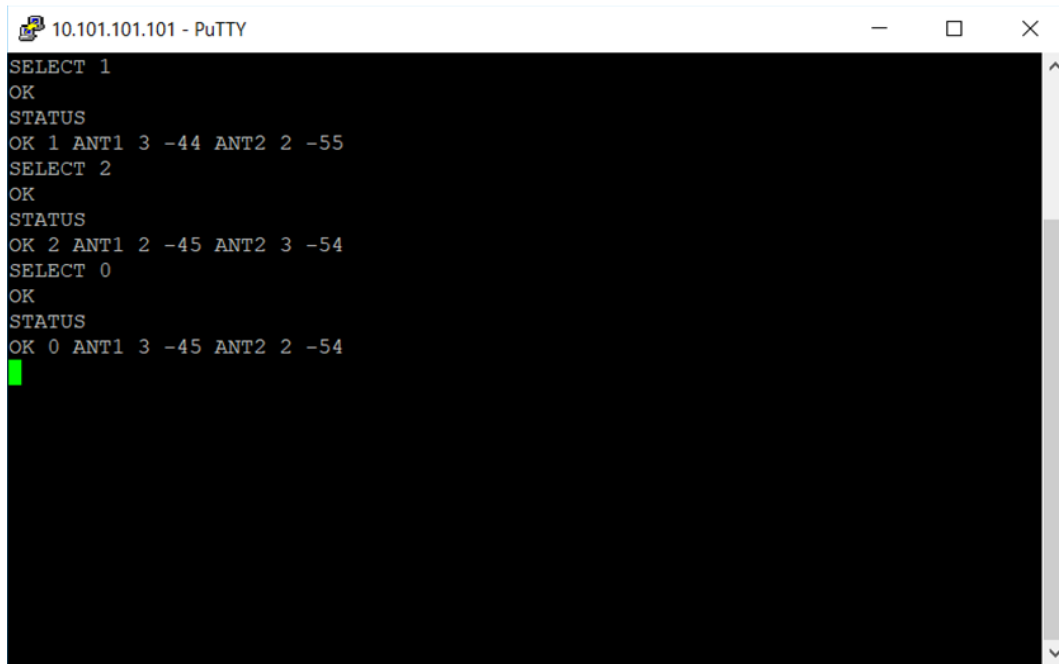 10.101.101.101 - PuTTY
SELECT 1
OK
STATUS
OK 1 ANT1 3 -44 ANT2 2 -55
SELECT 2
OK
STATUS
OK 2 ANT1 2 -45 ANT2 3 -54
SELECT 0
OK
STATUS
OK 0 ANT1 3 -45 ANT2 2 -54